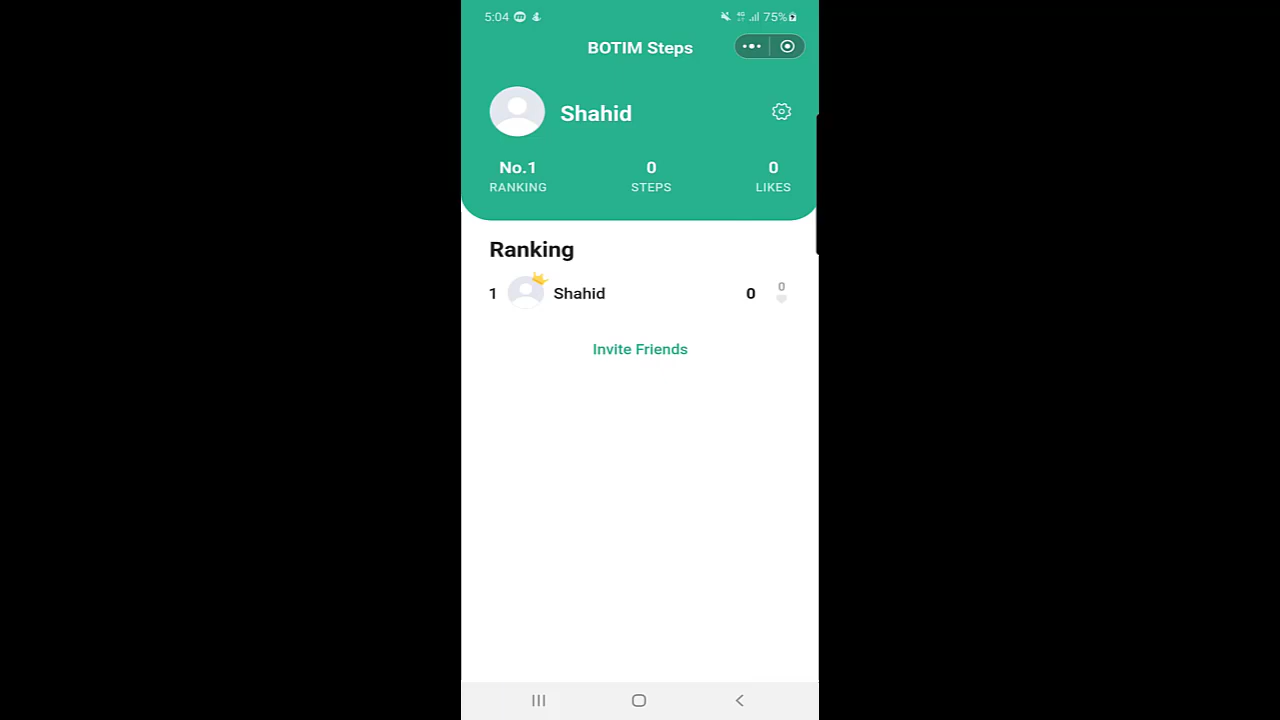 5:04 4G 75%
BOTIM Steps
Shahid
No.1 0 0
RANKING STEPS LIKES
Ranking
1 Shahid 0 0
Invite Friends